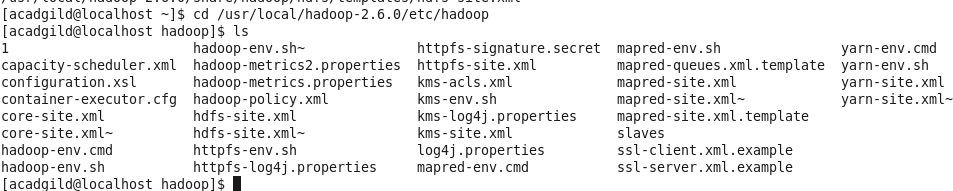 [acadgild@localhost ~]$ cd /usr/local/hadoop-2.6.0/etc/hadoop
[acadgild@localhost hadoop]$ ls
1 hadoop-env.sh~ httpfs-signature.secret mapred-env.sh yarn-env.cmd
capacity-scheduler.xml hadoop-metrics2.properties httpfs-site.xml mapred-queues.xml.template yarn-env.sh
configuration.xsl hadoop-metrics.properties kms-acls.xml mapred-site.xml yarn-site.xml
container-executor.cfg hadoop-policy.xml kms-env.sh mapred-site.xml~ yarn-site.xml~
core-site.xml hdfs-site.xml kms-log4j.properties mapred-site.xml.template
core-site.xml~ hdfs-site.xml~ kms-site.xml slaves
hadoop-env.cmd httpfs-env.sh log4j.properties ssl-client.xml.example
hadoop-env.sh httpfs-log4j.properties mapred-env.cmd ssl-server.xml.example
[acadgild@localhost hadoop]$